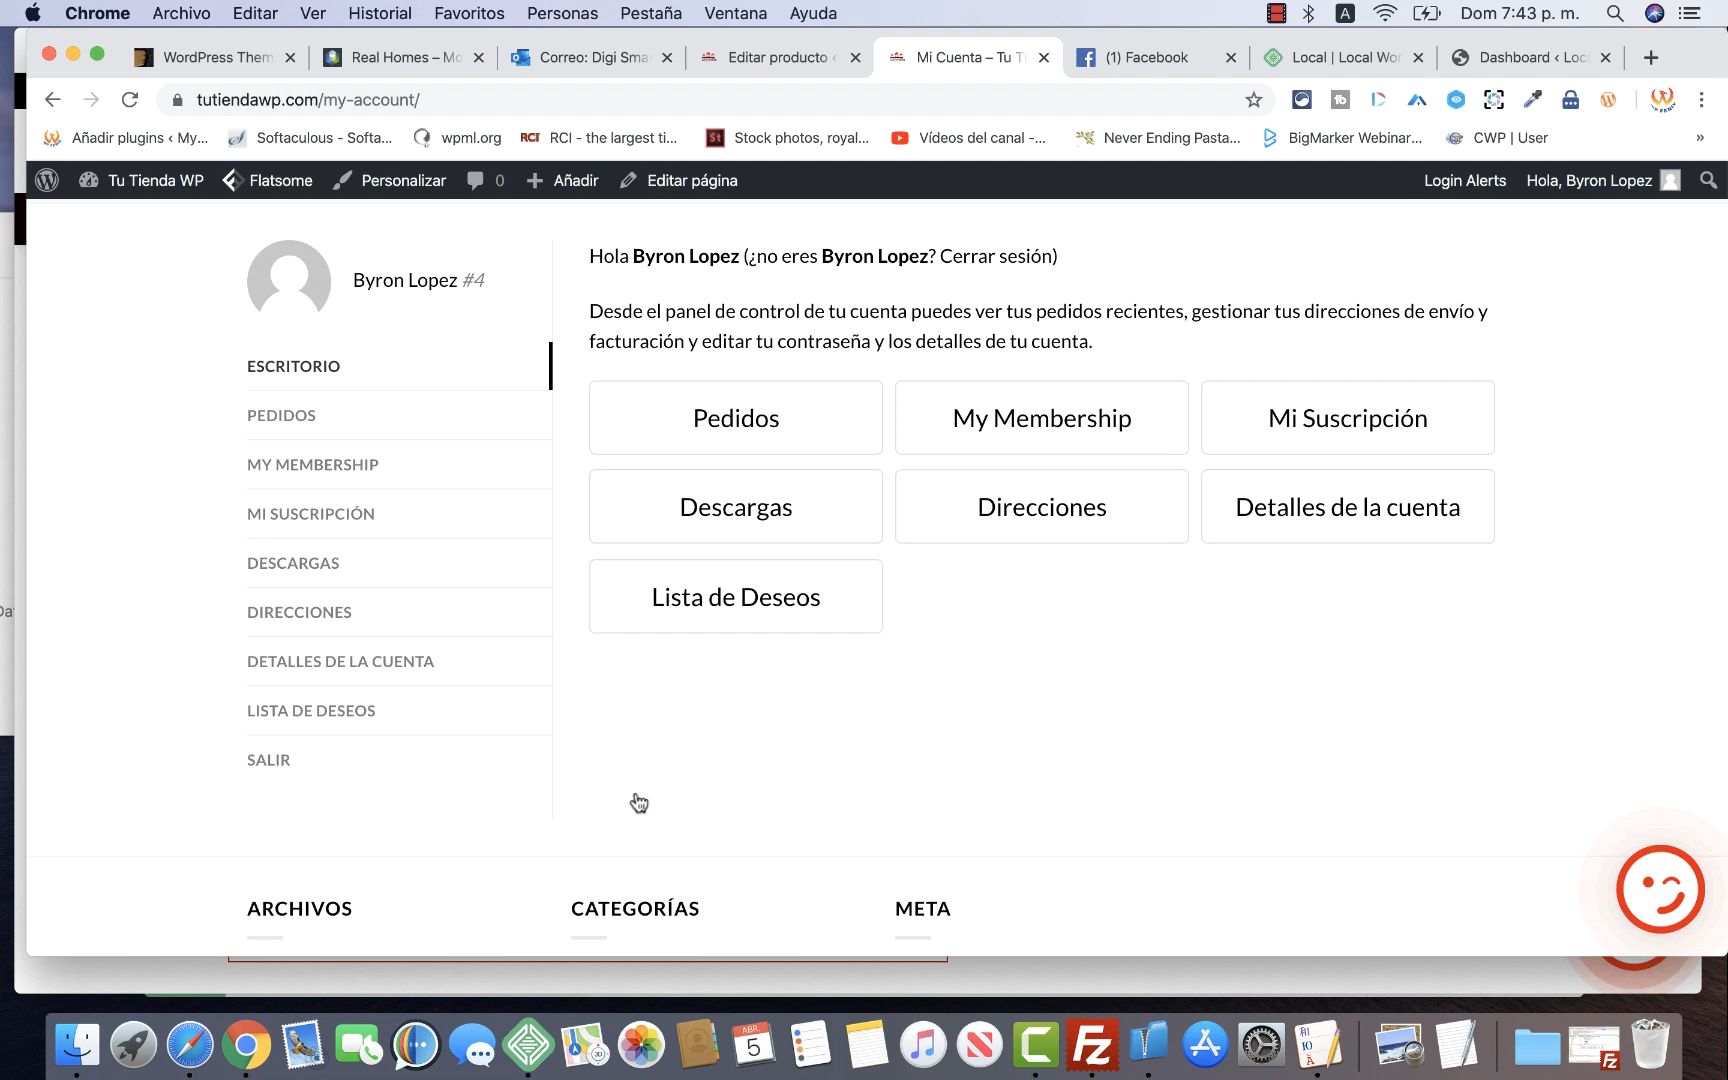 Chrome Archivo Editar Ver Historial Favoritos Personas Pestaña Ventana Ayuda A Dom 7:43 p. m.
WordPress Them Real Homes – Mo Correo: Digi Sma Editar producto ‹ Mi Cuenta – Tu Ti (1) Facebook Local | Local Wor Dashboard ‹ Loc
tutiendawp.com/my-account/
Añadir plugins ‹ My... Softaculous - Softa... wpml.org RCI RCI - the largest ti... St Stock photos, royal... Vídeos del canal -... Never Ending Pasta... BigMarker Webinar... CWP | User »
Tu Tienda WP Flatsome Personalizar 0 Añadir Editar página Login Alerts Hola, Byron Lopez
Byron Lopez #4
ESCRITORIO
PEDIDOS
MY MEMBERSHIP
MI SUSCRIPCIÓN
DESCARGAS
DIRECCIONES
DETALLES DE LA CUENTA
LISTA DE DESEOS
SALIR
Hola Byron Lopez (¿no eres Byron Lopez? Cerrar sesión)
Desde el panel de control de tu cuenta puedes ver tus pedidos recientes, gestionar tus direcciones de envío y
facturación y editar tu contraseña y los detalles de tu cuenta.
Pedidos My Membership Mi Suscripción
Descargas Direcciones Detalles de la cuenta
Lista de Deseos
ARCHIVOS CATEGORÍAS META
ABR.
5
Fz